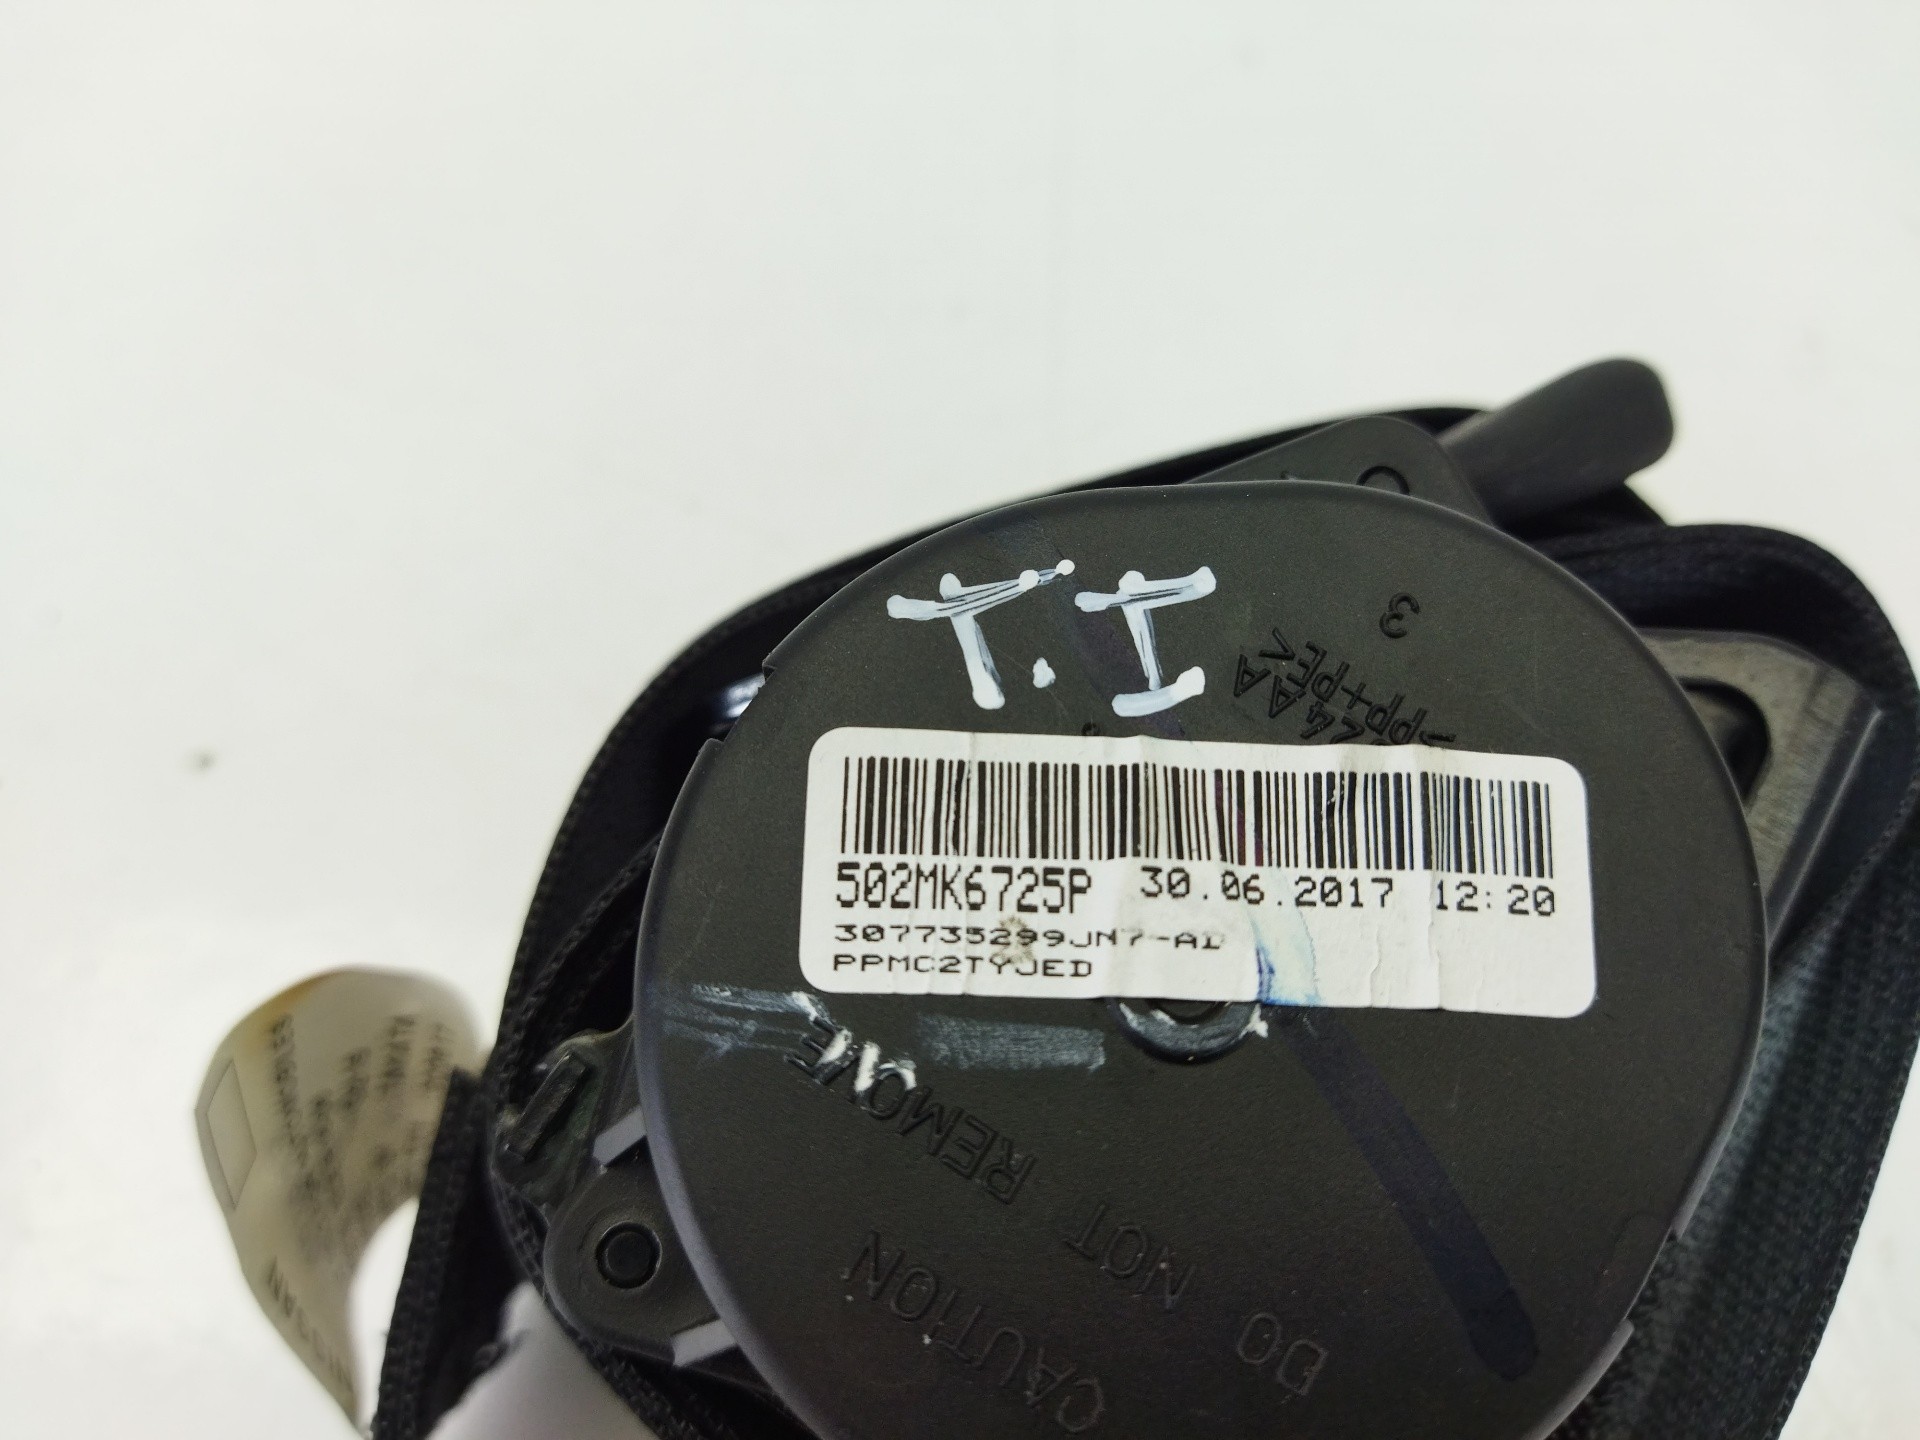 T.I
3
502MK6725P 30.06.2017 12:20
307735299JN7-AD
PPMC2TYJED
CAUTION
DO NOT REMOVE